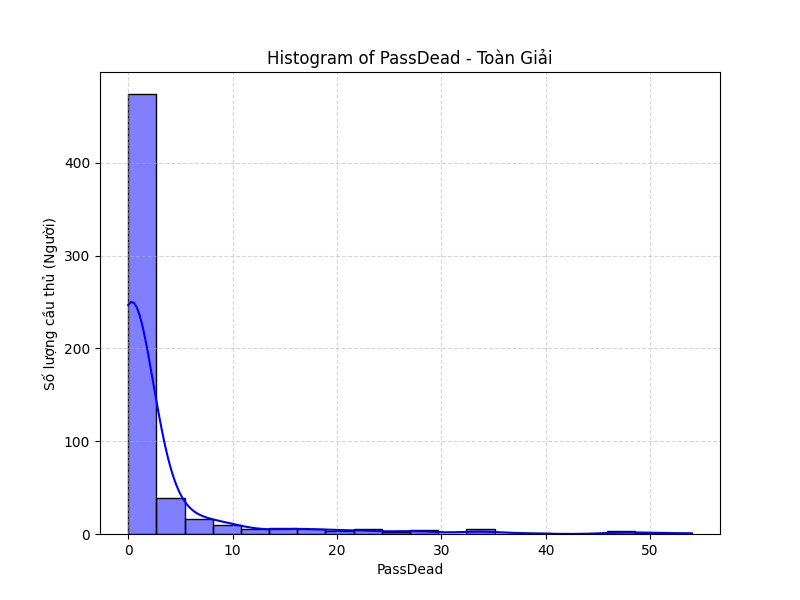 Histogram of PassDead - Toàn Giải
400
300
200
100
0
Số lượng cầu thủ (Người)
0 10 20 30 40 50
PassDead